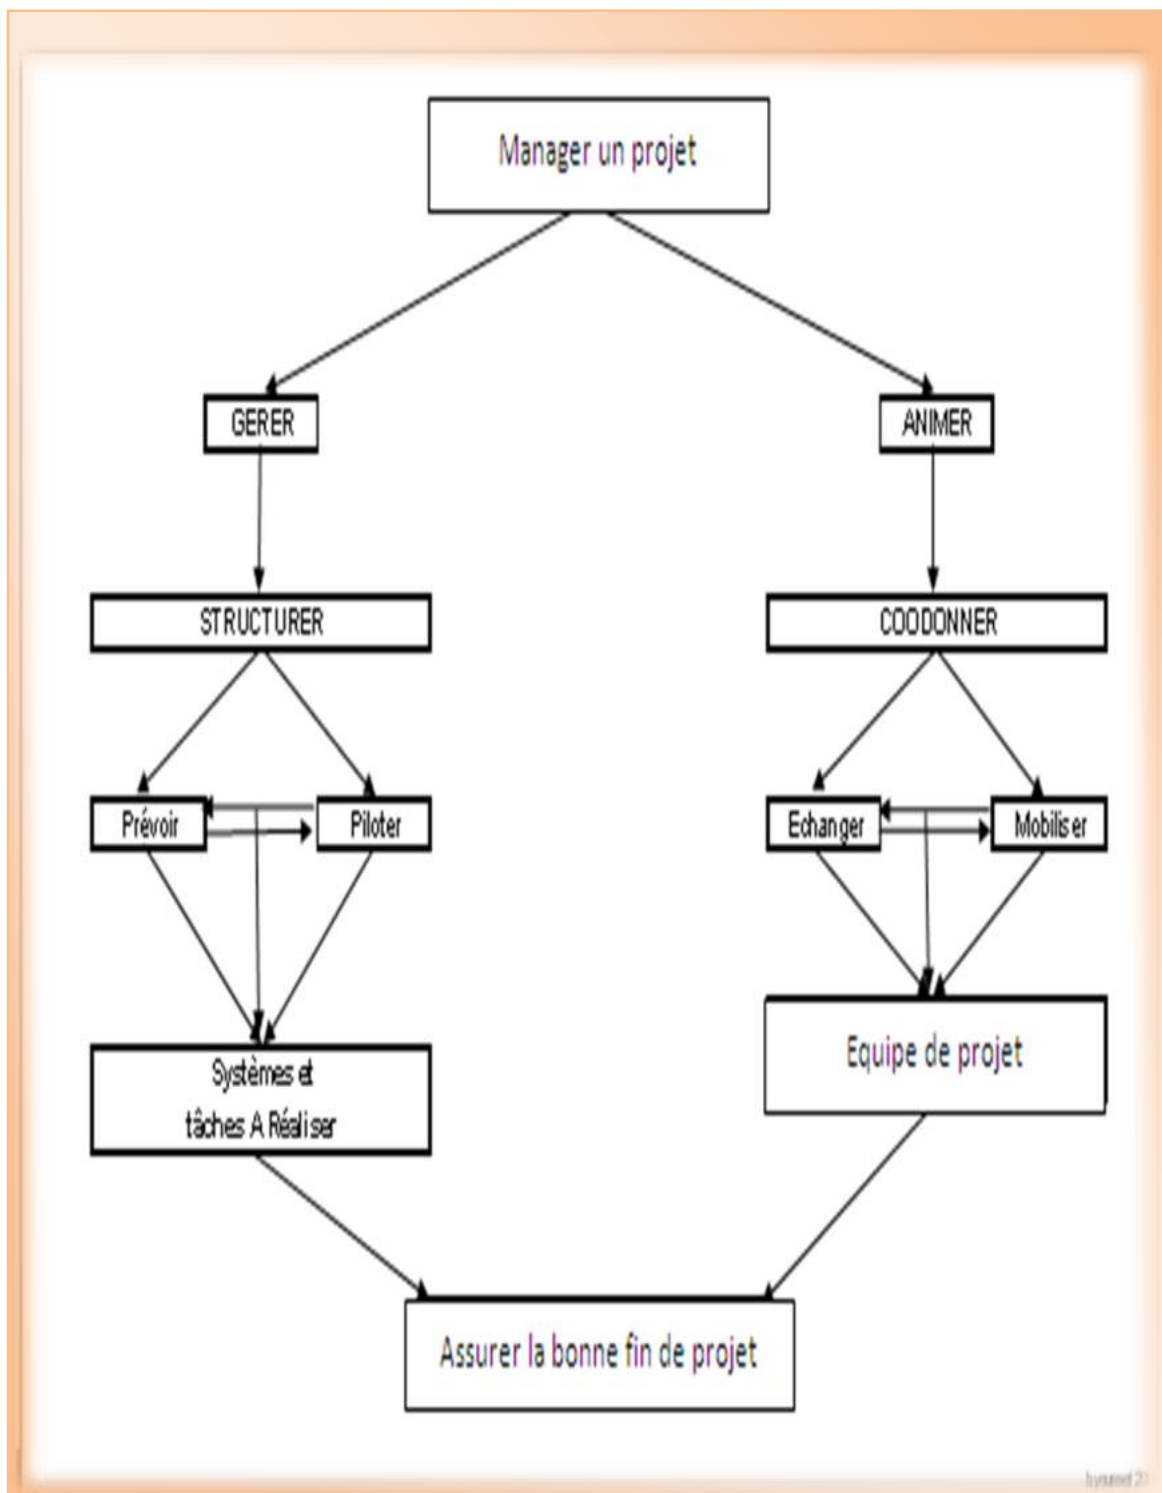 Manager un projet
GERER
ANIMER
STRUCTURER
COODONNER
Prévoir
Piloter
Echanger
Mobiliser
Systèmes et
tâches A Réaliser
Equipe de projet
Assurer la bonne fin de projet